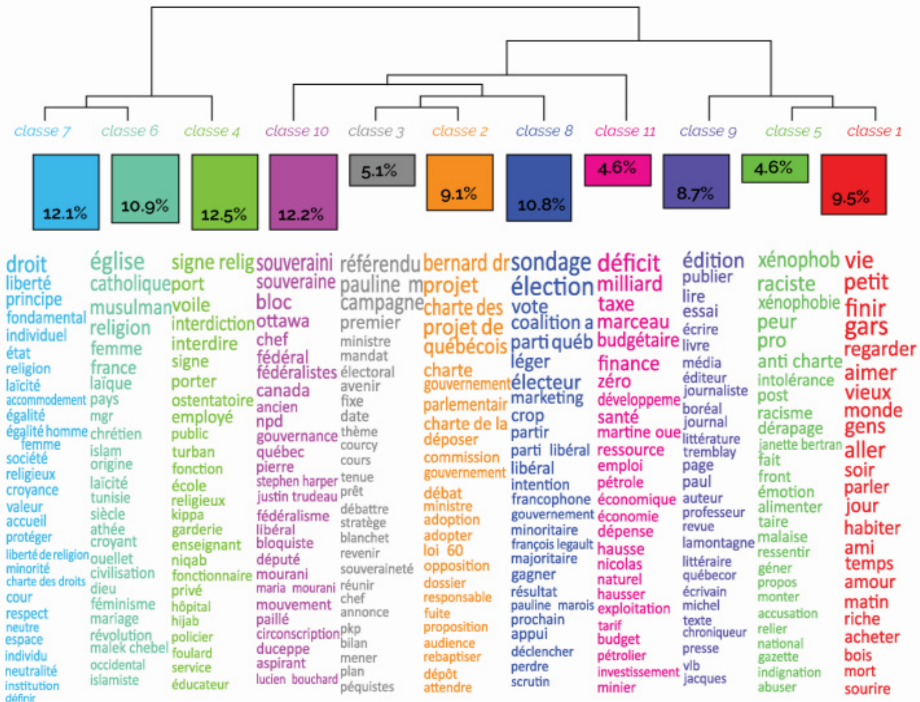 classe 7 classe 6 classe 4 classe 10 classe 3 classe 2 classe 8 classe 11 classe 9 classe 5 classe 1
12.1% 10.9% 12.5% 12.2% 5.1% 9.1% 10.8% 4.6% 8.7% 4.6% 9.5%
droit
liberté
principe
fondamental
individuel
état
religion
laïcité
accommodement
égalité
égalité homme
femme
société
religieux
croyance
valeur
accueil
protéger
liberté de religion
minorité
charte des droits
cour
respect
neutre
espace
individu
neutralité
institution
définir
église
catholique
musulman
religion
femme
france
laïque
pays
mgr
chrétien
islam
origine
laïcité
tunisie
siècle
athée
croyant
ouellet
civilisation
dieu
féminisme
mariage
révolution
malek chebel
occidental
islamiste
signe relig
port
voile
interdiction
interdire
signe
porter
ostentatoire
employé
public
turban
fonction
école
religieux
kippa
garderie
enseignant
niqab
fonctionnaire
privé
hôpital
hijab
policier
foulard
service
éducateur
souveraini
souveraine
bloc
ottawa
chef
fédéral
fédéralistes
canada
ancien
npd
gouvernance
québec
pierre
stephen harper
justin trudeau
fédéralisme
libéral
bloquiste
député
mourani
maria mourani
mouvement
paillé
circonscription
duceppe
aspirant
lucien bouchard
référendu
pauline m
campagne
premier
ministre
mandat
électoral
avenir
fixe
date
thème
courcy
cours
tenue
prêt
débattre
stratège
blanchet
revenir
souveraineté
réunir
chef
annonce
pkp
bilan
mener
plan
péquistes
bernard dr
projet
charte des
projet de
québécois
charte
gouvernement
parlementair
charte de la
déposer
commission
gouvernement
débat
ministre
adoption
adopter
loi 60
opposition
dossier
responsable
fuite
proposition
audience
rebaptiser
dépôt
attendre
sondage
élection
vote
coalition a
parti québ
léger
électeur
marketing
crop
partir
parti libéral
libéral
intention
francophone
gouvernement
minoritaire
françois legault
majoritaire
gagner
résultat
pauline marois
prochain
appui
déclencher
perdre
scrutin
déficit
milliard
taxe
marceau
budgétaire
finance
zéro
développeme
santé
martine oue
ressource
emploi
pétrole
économique
économie
dépense
hausse
nicolas
naturel
hausser
exploitation
tarif
budget
pétrolier
investissement
minier
édition
publier
lire
essai
écrire
livre
média
éditeur
journaliste
boréal
journal
littérature
tremblay
page
paul
auteur
professeur
revue
lamontagne
littéraire
québecor
écrivain
michel
texte
chroniqueur
presse
vlb
jacques
xénophob
raciste
xénophobie
peur
pro
anti charte
intolérance
post
racisme
dérapage
janette bertran
fait
front
émotion
alimenter
taire
malaise
ressentir
géner
propos
monter
accusation
relier
national
gazette
indignation
abuser
vie
petit
finir
gars
regarder
aimer
vieux
monde
gens
aller
soir
parler
jour
habiter
ami
temps
amour
matin
riche
acheter
bois
mort
sourire